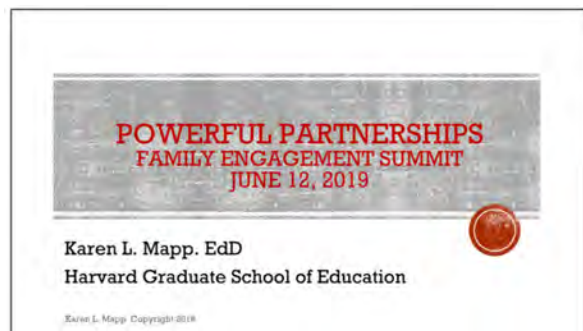 POWERFUL PARTNERSHIPS
FAMILY ENGAGEMENT SUMMIT
JUNE 12, 2019
Karen L. Mapp. EdD
Harvard Graduate School of Education
Karen L. Mapp Copyright 2018